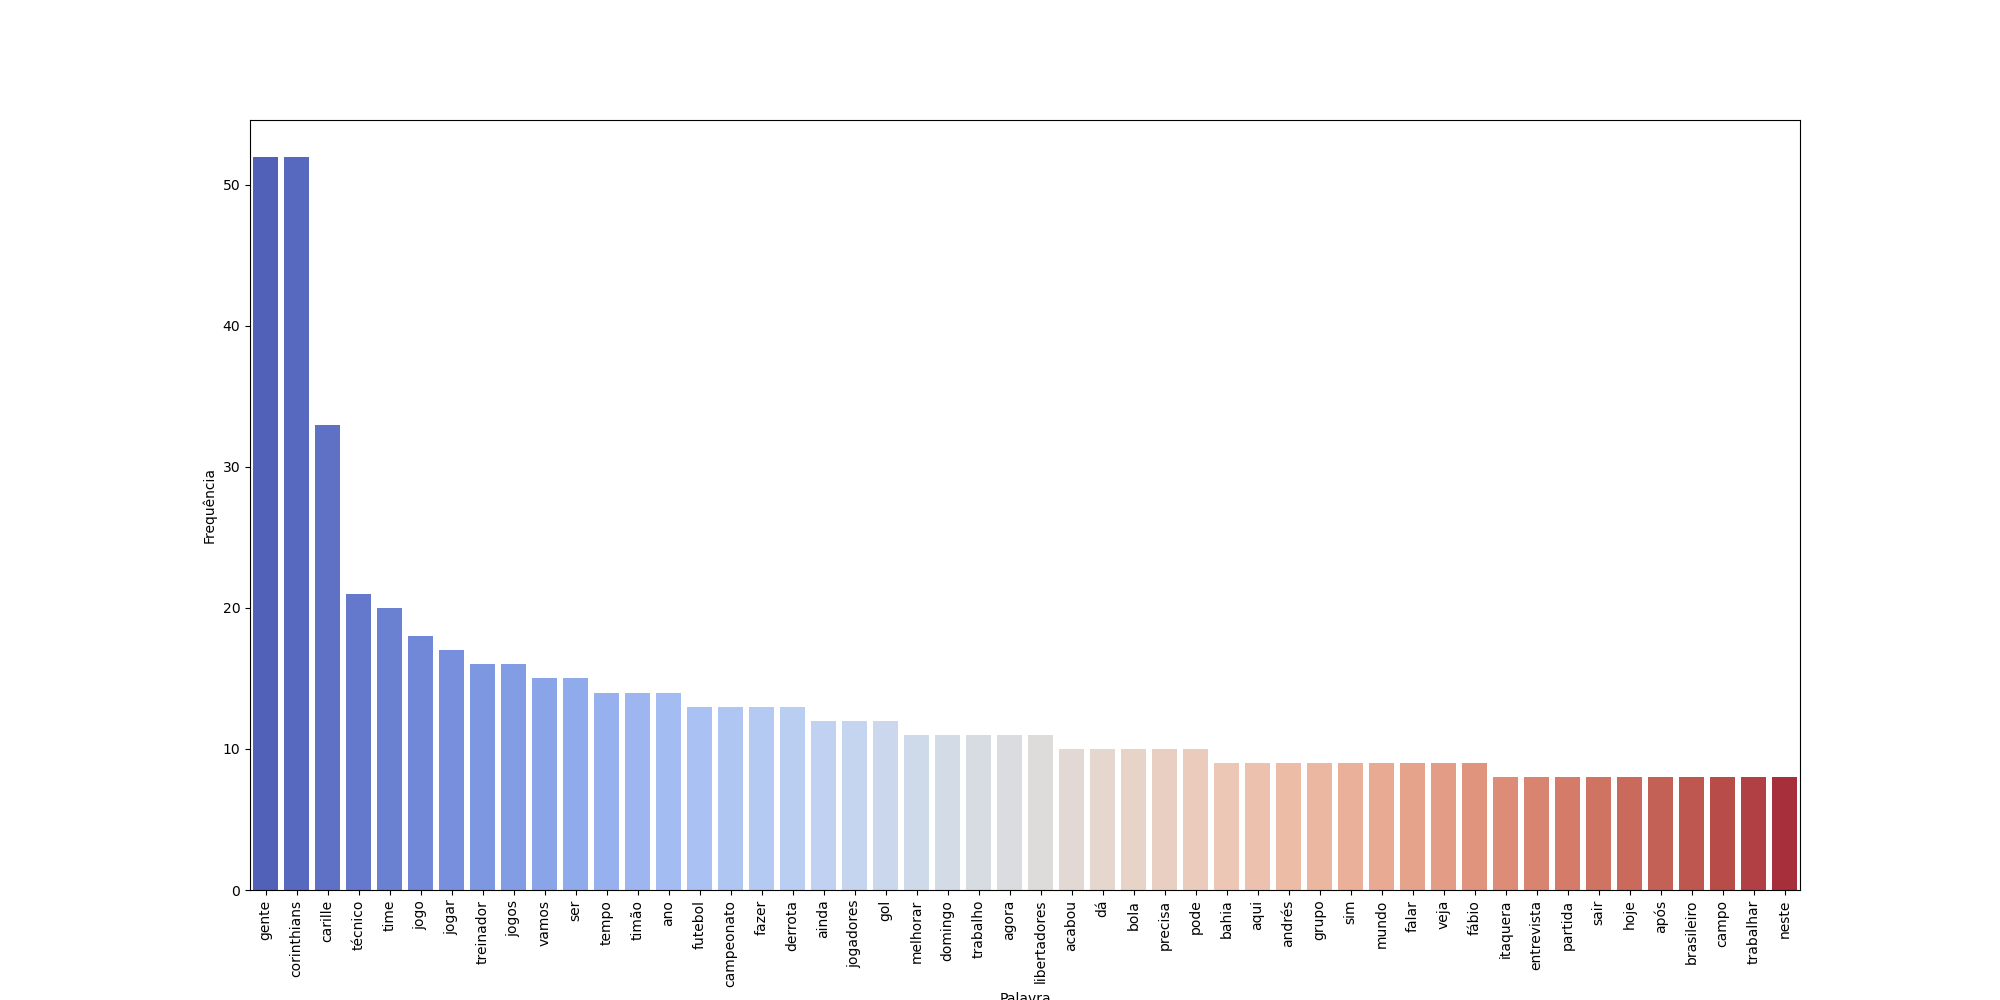 50
40
30
20
10
0
Frequência
gente
corinthians
carille
técnico
time
jogo
jogar
treinador
jogos
vamos
ser
tempo
timão
ano
futebol
campeonato
fazer
derrota
ainda
jogadores
gol
melhorar
domingo
trabalho
agora
libertadores
acabou
dá
bola
precisa
pode
bahia
aqui
andrés
grupo
sim
mundo
falar
veja
fábio
itaquera
entrevista
partida
sair
hoje
após
brasileiro
campo
trabalhar
neste
Palavra